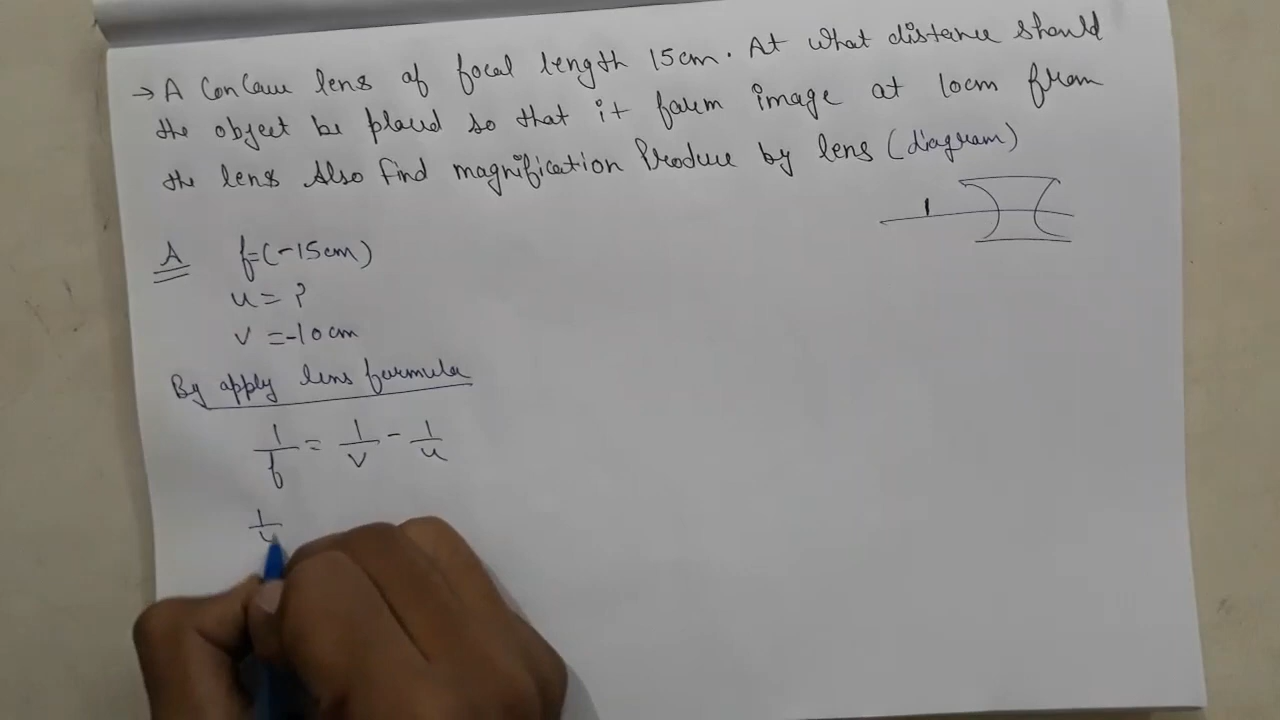 → A Concave lens of focal length 15cm. At what distance should
the object be placed so that it form image at 10cm from
the lens Also find magnification Produce by lens (diagram)
A f=(-15cm)
u = ?
v = -10cm
By apply lens formula
1/f = 1/v - 1/u
1/u